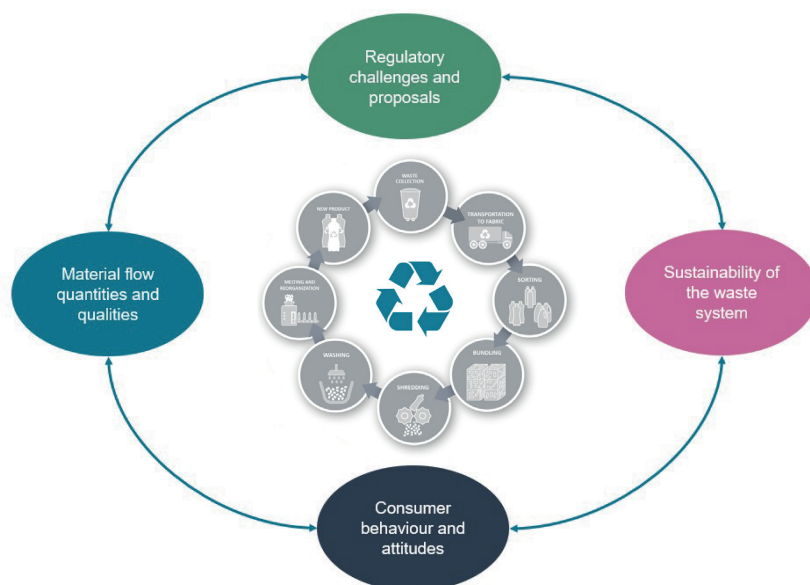 Regulatory
challenges and
proposals
WASTE
COLLECTION
TRANSPORTATION
TO FABRIC
SORTING
BUNDLING
SHREDDING
WASHING
MELTING AND
REORGANIZATION
NEW PRODUCT
Material flow
quantities and
qualities
Sustainability of
the waste
system
Consumer
behaviour and
attitudes